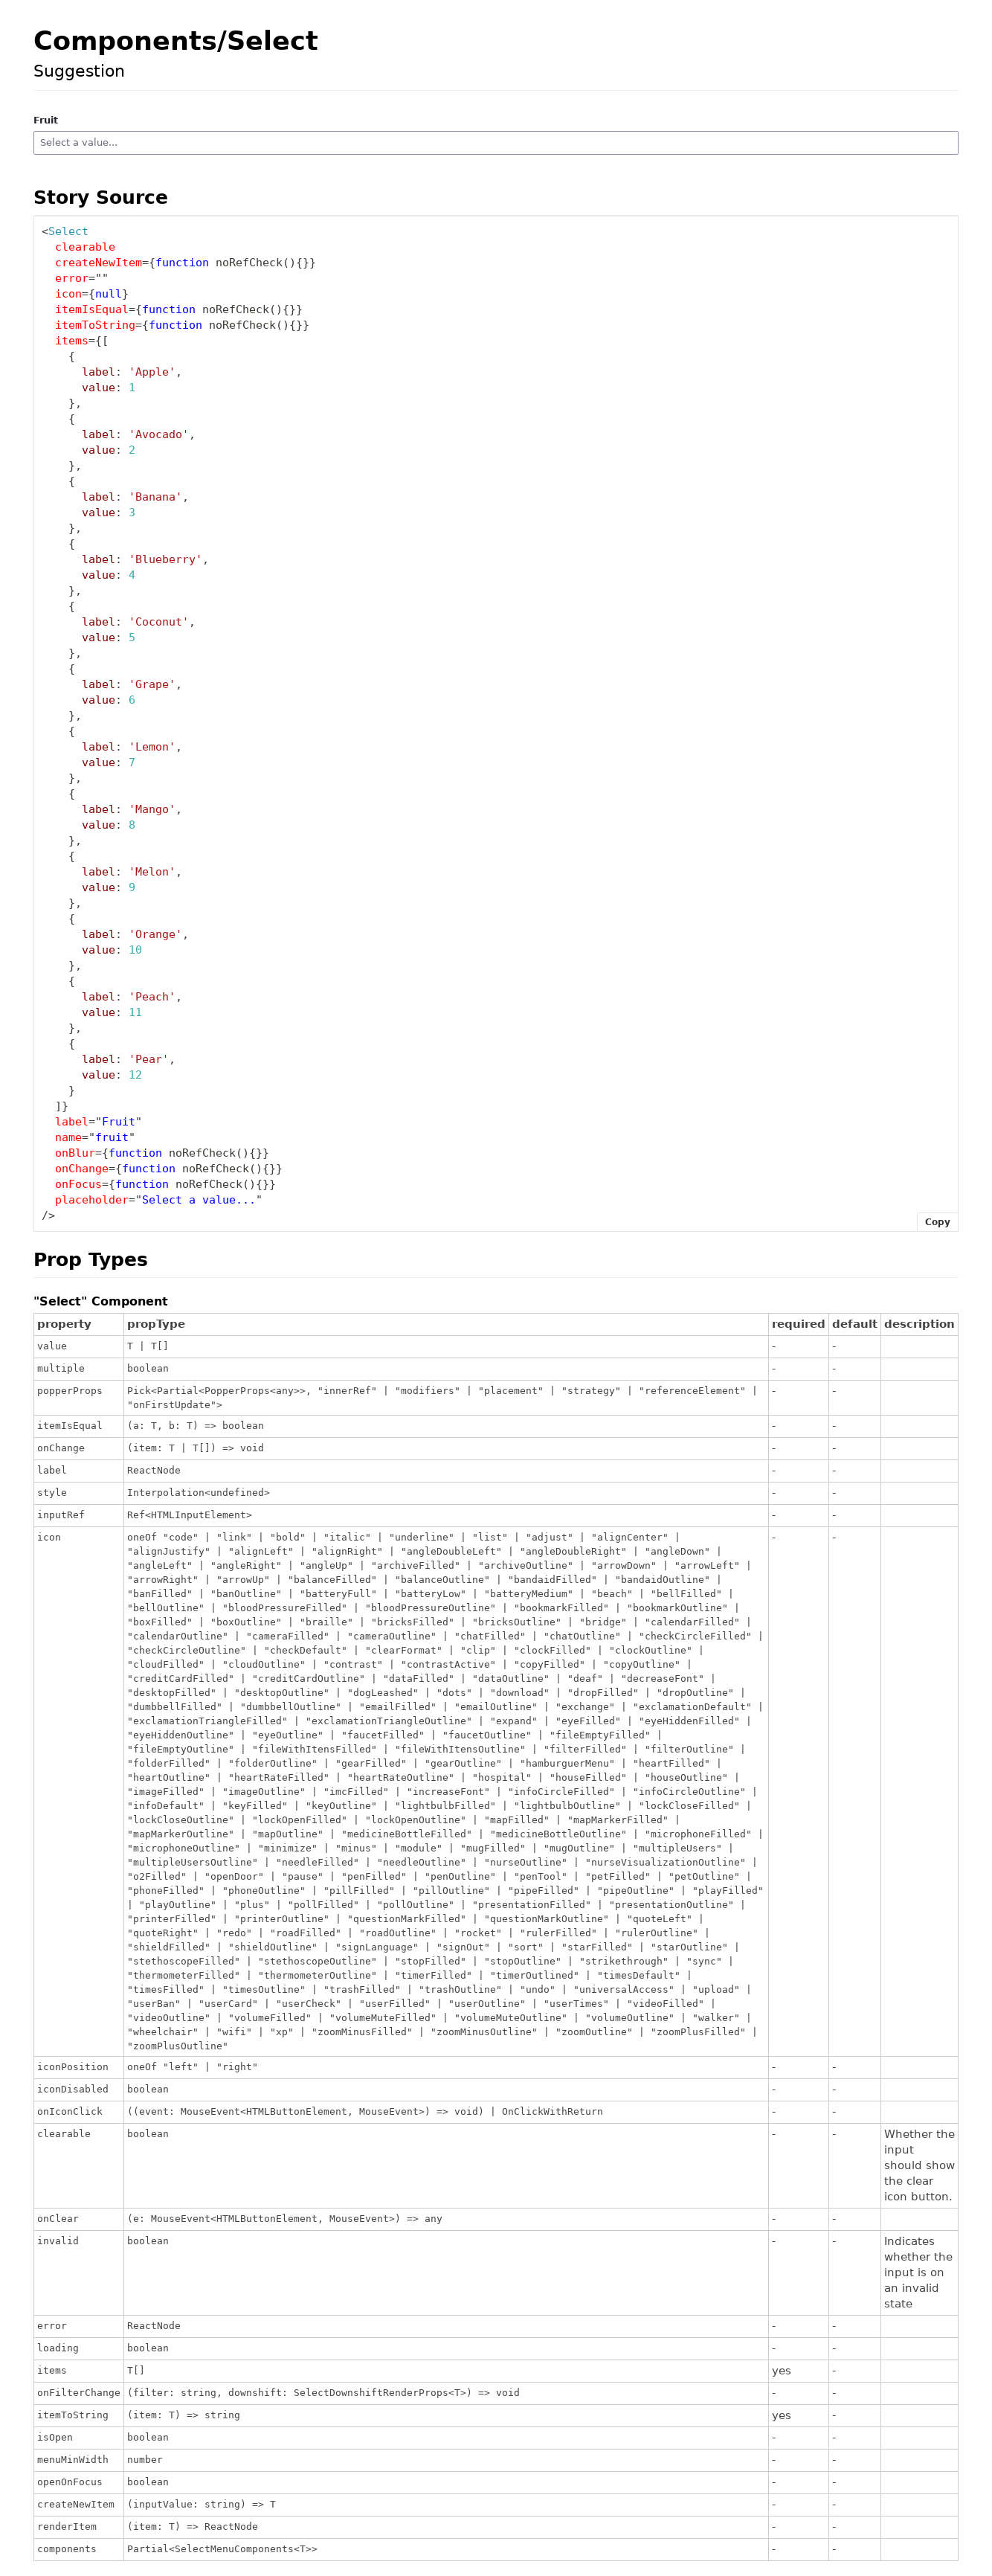 Components/Select
Suggestion
Fruit
Select a value...
Story Source
<Select
  clearable
  createNewItem={function noRefCheck(){}}
  error=""
  icon={null}
  itemIsEqual={function noRefCheck(){}}
  itemToString={function noRefCheck(){}}
  items={[
    {
      label: 'Apple',
      value: 1
    },
    {
      label: 'Avocado',
      value: 2
    },
    {
      label: 'Banana',
      value: 3
    },
    {
      label: 'Blueberry',
      value: 4
    },
    {
      label: 'Coconut',
      value: 5
    },
    {
      label: 'Grape',
      value: 6
    },
    {
      label: 'Lemon',
      value: 7
    },
    {
      label: 'Mango',
      value: 8
    },
    {
      label: 'Melon',
      value: 9
    },
    {
      label: 'Orange',
      value: 10
    },
    {
      label: 'Peach',
      value: 11
    },
    {
      label: 'Pear',
      value: 12
    }
  ]}
  label="Fruit"
  name="fruit"
  onBlur={function noRefCheck(){}}
  onChange={function noRefCheck(){}}
  onFocus={function noRefCheck(){}}
  placeholder="Select a value..."
/>
Copy
Prop Types
"Select" Component
property propType required default description
value T | T[] - -
multiple boolean - -
popperProps Pick<Partial<PopperProps<any>>, "innerRef" | "modifiers" | "placement" | "strategy" | "referenceElement" | - -
"onFirstUpdate">
itemIsEqual (a: T, b: T) => boolean - -
onChange (item: T | T[]) => void - -
label ReactNode - -
style Interpolation<undefined> - -
inputRef Ref<HTMLInputElement> - -
icon oneOf "code" | "link" | "bold" | "italic" | "underline" | "list" | "adjust" | "alignCenter" | - -
"alignJustify" | "alignLeft" | "alignRight" | "angleDoubleLeft" | "angleDoubleRight" | "angleDown" |
"angleLeft" | "angleRight" | "angleUp" | "archiveFilled" | "archiveOutline" | "arrowDown" | "arrowLeft" |
"arrowRight" | "arrowUp" | "balanceFilled" | "balanceOutline" | "bandaidFilled" | "bandaidOutline" |
"banFilled" | "banOutline" | "batteryFull" | "batteryLow" | "batteryMedium" | "beach" | "bellFilled" |
"bellOutline" | "bloodPressureFilled" | "bloodPressureOutline" | "bookmarkFilled" | "bookmarkOutline" |
"boxFilled" | "boxOutline" | "braille" | "bricksFilled" | "bricksOutline" | "bridge" | "calendarFilled" |
"calendarOutline" | "cameraFilled" | "cameraOutline" | "chatFilled" | "chatOutline" | "checkCircleFilled" |
"checkCircleOutline" | "checkDefault" | "clearFormat" | "clip" | "clockFilled" | "clockOutline" |
"cloudFilled" | "cloudOutline" | "contrast" | "contrastActive" | "copyFilled" | "copyOutline" |
"creditCardFilled" | "creditCardOutline" | "dataFilled" | "dataOutline" | "deaf" | "decreaseFont" |
"desktopFilled" | "desktopOutline" | "dogLeashed" | "dots" | "download" | "dropFilled" | "dropOutline" |
"dumbbellFilled" | "dumbbellOutline" | "emailFilled" | "emailOutline" | "exchange" | "exclamationDefault" |
"exclamationTriangleFilled" | "exclamationTriangleOutline" | "expand" | "eyeFilled" | "eyeHiddenFilled" |
"eyeHiddenOutline" | "eyeOutline" | "faucetFilled" | "faucetOutline" | "fileEmptyFilled" |
"fileEmptyOutline" | "fileWithItensFilled" | "fileWithItensOutline" | "filterFilled" | "filterOutline" |
"folderFilled" | "folderOutline" | "gearFilled" | "gearOutline" | "hamburguerMenu" | "heartFilled" |
"heartOutline" | "heartRateFilled" | "heartRateOutline" | "hospital" | "houseFilled" | "houseOutline" |
"imageFilled" | "imageOutline" | "imcFilled" | "increaseFont" | "infoCircleFilled" | "infoCircleOutline" |
"infoDefault" | "keyFilled" | "keyOutline" | "lightbulbFilled" | "lightbulbOutline" | "lockCloseFilled" |
"lockCloseOutline" | "lockOpenFilled" | "lockOpenOutline" | "mapFilled" | "mapMarkerFilled" |
"mapMarkerOutline" | "mapOutline" | "medicineBottleFilled" | "medicineBottleOutline" | "microphoneFilled" |
"microphoneOutline" | "minimize" | "minus" | "module" | "mugFilled" | "mugOutline" | "multipleUsers" |
"multipleUsersOutline" | "needleFilled" | "needleOutline" | "nurseOutline" | "nurseVisualizationOutline" |
"o2Filled" | "openDoor" | "pause" | "penFilled" | "penOutline" | "penTool" | "petFilled" | "petOutline" |
"phoneFilled" | "phoneOutline" | "pillFilled" | "pillOutline" | "pipeFilled" | "pipeOutline" | "playFilled"
| "playOutline" | "plus" | "pollFilled" | "pollOutline" | "presentationFilled" | "presentationOutline" |
"printerFilled" | "printerOutline" | "questionMarkFilled" | "questionMarkOutline" | "quoteLeft" |
"quoteRight" | "redo" | "roadFilled" | "roadOutline" | "rocket" | "rulerFilled" | "rulerOutline" |
"shieldFilled" | "shieldOutline" | "signLanguage" | "signOut" | "sort" | "starFilled" | "starOutline" |
"stethoscopeFilled" | "stethoscopeOutline" | "stopFilled" | "stopOutline" | "strikethrough" | "sync" |
"thermometerFilled" | "thermometerOutline" | "timerFilled" | "timerOutlined" | "timesDefault" |
"timesFilled" | "timesOutline" | "trashFilled" | "trashOutline" | "undo" | "universalAccess" | "upload" |
"userBan" | "userCard" | "userCheck" | "userFilled" | "userOutline" | "userTimes" | "videoFilled" |
"videoOutline" | "volumeFilled" | "volumeMuteFilled" | "volumeMuteOutline" | "volumeOutline" | "walker" |
"wheelchair" | "wifi" | "xp" | "zoomMinusFilled" | "zoomMinusOutline" | "zoomOutline" | "zoomPlusFilled" |
"zoomPlusOutline"
iconPosition oneOf "left" | "right" - -
iconDisabled boolean - -
onIconClick ((event: MouseEvent<HTMLButtonElement, MouseEvent>) => void) | OnClickWithReturn - -
clearable boolean - - Whether the
input
should show
the clear
icon button.
onClear (e: MouseEvent<HTMLButtonElement, MouseEvent>) => any - -
invalid boolean - - Indicates
whether the
input is on
an invalid
state
error ReactNode - -
loading boolean - -
items T[] yes -
onFilterChange (filter: string, downshift: SelectDownshiftRenderProps<T>) => void - -
itemToString (item: T) => string yes -
isOpen boolean - -
menuMinWidth number - -
openOnFocus boolean - -
createNewItem (inputValue: string) => T - -
renderItem (item: T) => ReactNode - -
components Partial<SelectMenuComponents<T>> - -